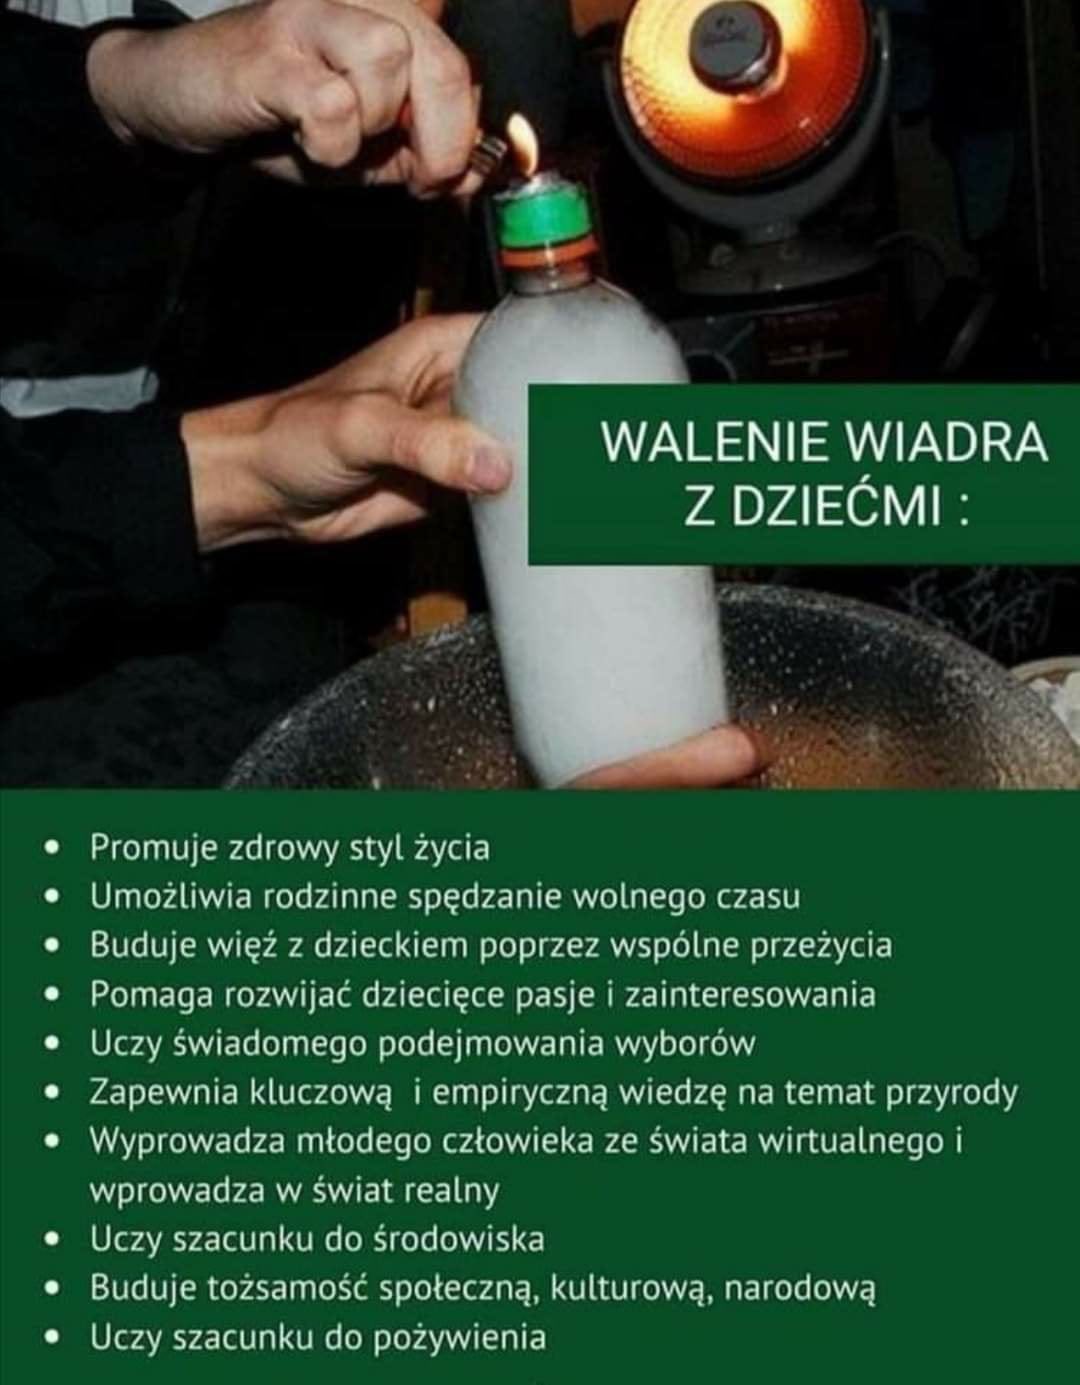 WALENIE WIADRA
Z DZIEĆMI :
• Promuje zdrowy styl życia
• Umożliwia rodzinne spędzanie wolnego czasu
• Buduje więź z dzieckiem poprzez wspólne przeżycia
• Pomaga rozwijać dziecięce pasje i zainteresowania
• Uczy świadomego podejmowania wyborów
• Zapewnia kluczową i empiryczną wiedzę na temat przyrody
• Wyprowadza młodego człowieka ze świata wirtualnego i
wprowadza w świat realny
• Uczy szacunku do środowiska
• Buduje tożsamość społeczną, kulturową, narodową
• Uczy szacunku do pożywienia